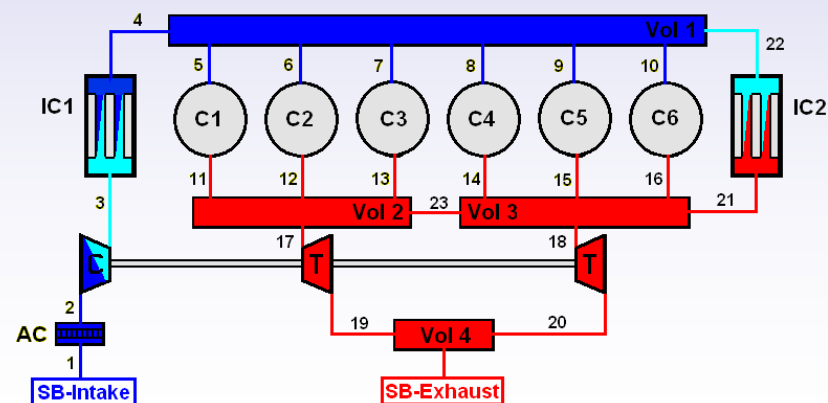 4
Vol 1
22
5
6
7
8
9
10
IC1
C1
C2
C3
C4
C5
C6
IC2
11
12
13
14
15
16
3
Vol 2
23
Vol 3
21
17
18
C
T
T
2
AC
19
Vol 4
20
1
SB-Intake
SB-Exhaust